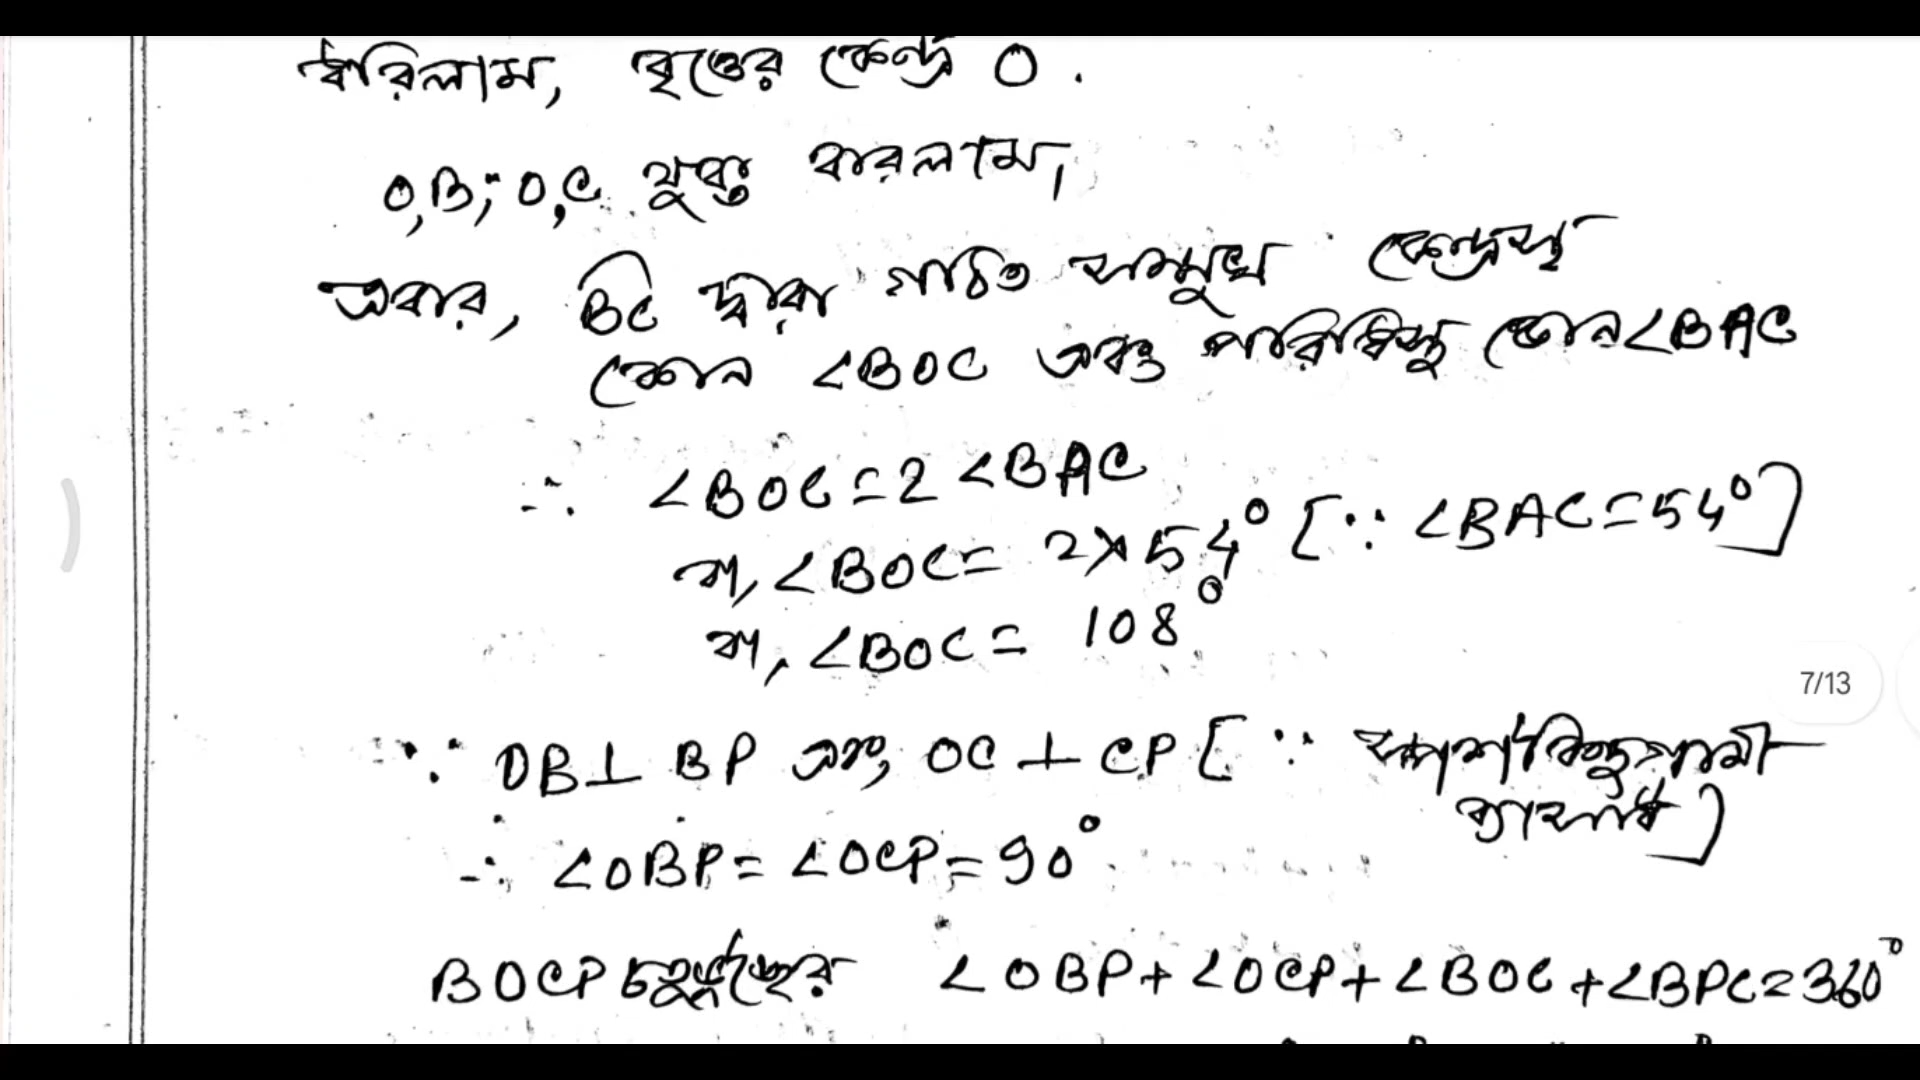 ধরিলাম, বৃত্তের কেন্দ্র O.
O,B; O,C যুক্ত করলাম,
আবার, BC দ্বারা গঠিত সম্মুখ কেন্দ্রস্থ
কোন ∠BOC এবং পরিধিস্থ কোন ∠BAC
∴ ∠BOC = 2 ∠BAC
বা, ∠BOC = 2×54° [∵ ∠BAC = 54°]
বা, ∠BOC = 108°
7/13
∵ OB⊥ BP এবং OC ⊥ CP [∵ স্পর্শবিন্দুগামী
ব্যাসার্ধ]
∴ ∠OBP = ∠OCP = 90°
BOCP চতুর্ভুজের ∠OBP + ∠OCP + ∠BOC + ∠BPC = 360°